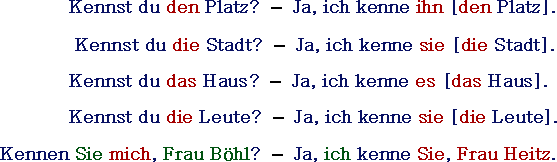 Kennst du den Platz? – Ja, ich kenne ihn [den Platz].
Kennst du die Stadt? – Ja, ich kenne sie [die Stadt].
Kennst du das Haus? – Ja, ich kenne es [das Haus].
Kennst du die Leute? – Ja, ich kenne sie [die Leute].
Kennen Sie mich, Frau Böhl? – Ja, ich kenne Sie, Frau Heitz.